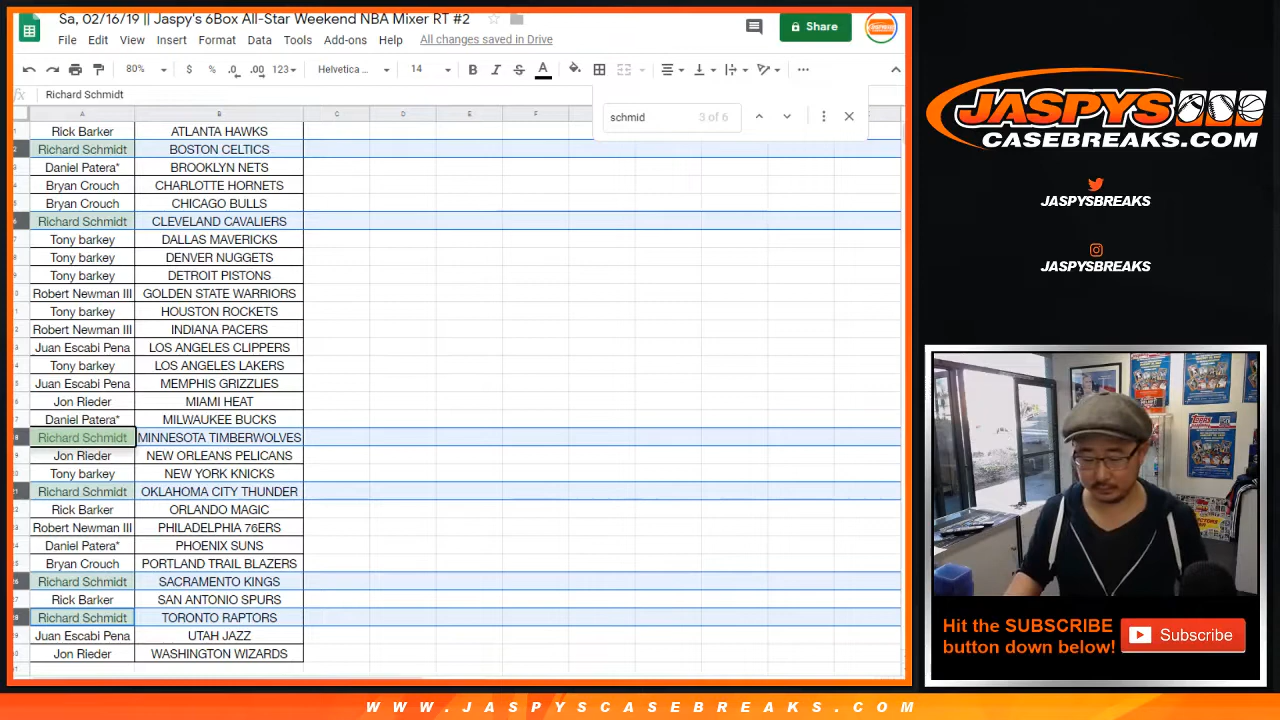 Sa, 02/16/19 || Jaspy's 6Box All-Star Weekend NBA Mixer RT #2
Share
File Edit View Insert Format Data Tools Add-ons Help All changes saved in Drive
80% $ % .0 .00 123 Helvetica ... 14 B I S A
fx Richard Schmidt
schmid 3 of 6
A B C D E F
Rick Barker ATLANTA HAWKS
Richard Schmidt BOSTON CELTICS
Daniel Patera* BROOKLYN NETS
Bryan Crouch CHARLOTTE HORNETS
Bryan Crouch CHICAGO BULLS
Richard Schmidt CLEVELAND CAVALIERS
Tony barkey DALLAS MAVERICKS
Tony barkey DENVER NUGGETS
Tony barkey DETROIT PISTONS
Robert Newman III GOLDEN STATE WARRIORS
Tony barkey HOUSTON ROCKETS
Robert Newman III INDIANA PACERS
Juan Escabi Pena LOS ANGELES CLIPPERS
Tony barkey LOS ANGELES LAKERS
Juan Escabi Pena MEMPHIS GRIZZLIES
Jon Rieder MIAMI HEAT
Daniel Patera* MILWAUKEE BUCKS
Richard Schmidt MINNESOTA TIMBERWOLVES
Jon Rieder NEW ORLEANS PELICANS
Tony barkey NEW YORK KNICKS
Richard Schmidt OKLAHOMA CITY THUNDER
Rick Barker ORLANDO MAGIC
Robert Newman III PHILADELPHIA 76ERS
Daniel Patera* PHOENIX SUNS
Bryan Crouch PORTLAND TRAIL BLAZERS
Richard Schmidt SACRAMENTO KINGS
Rick Barker SAN ANTONIO SPURS
Richard Schmidt TORONTO RAPTORS
Juan Escabi Pena UTAH JAZZ
Jon Rieder WASHINGTON WIZARDS
JASPYS
CASEBREAKS.COM
JASPYSBREAKS
JASPYSBREAKS
Hit the SUBSCRIBE
button down below!
Subscribe
WWW.JASPYSCASEBREAKS.COM